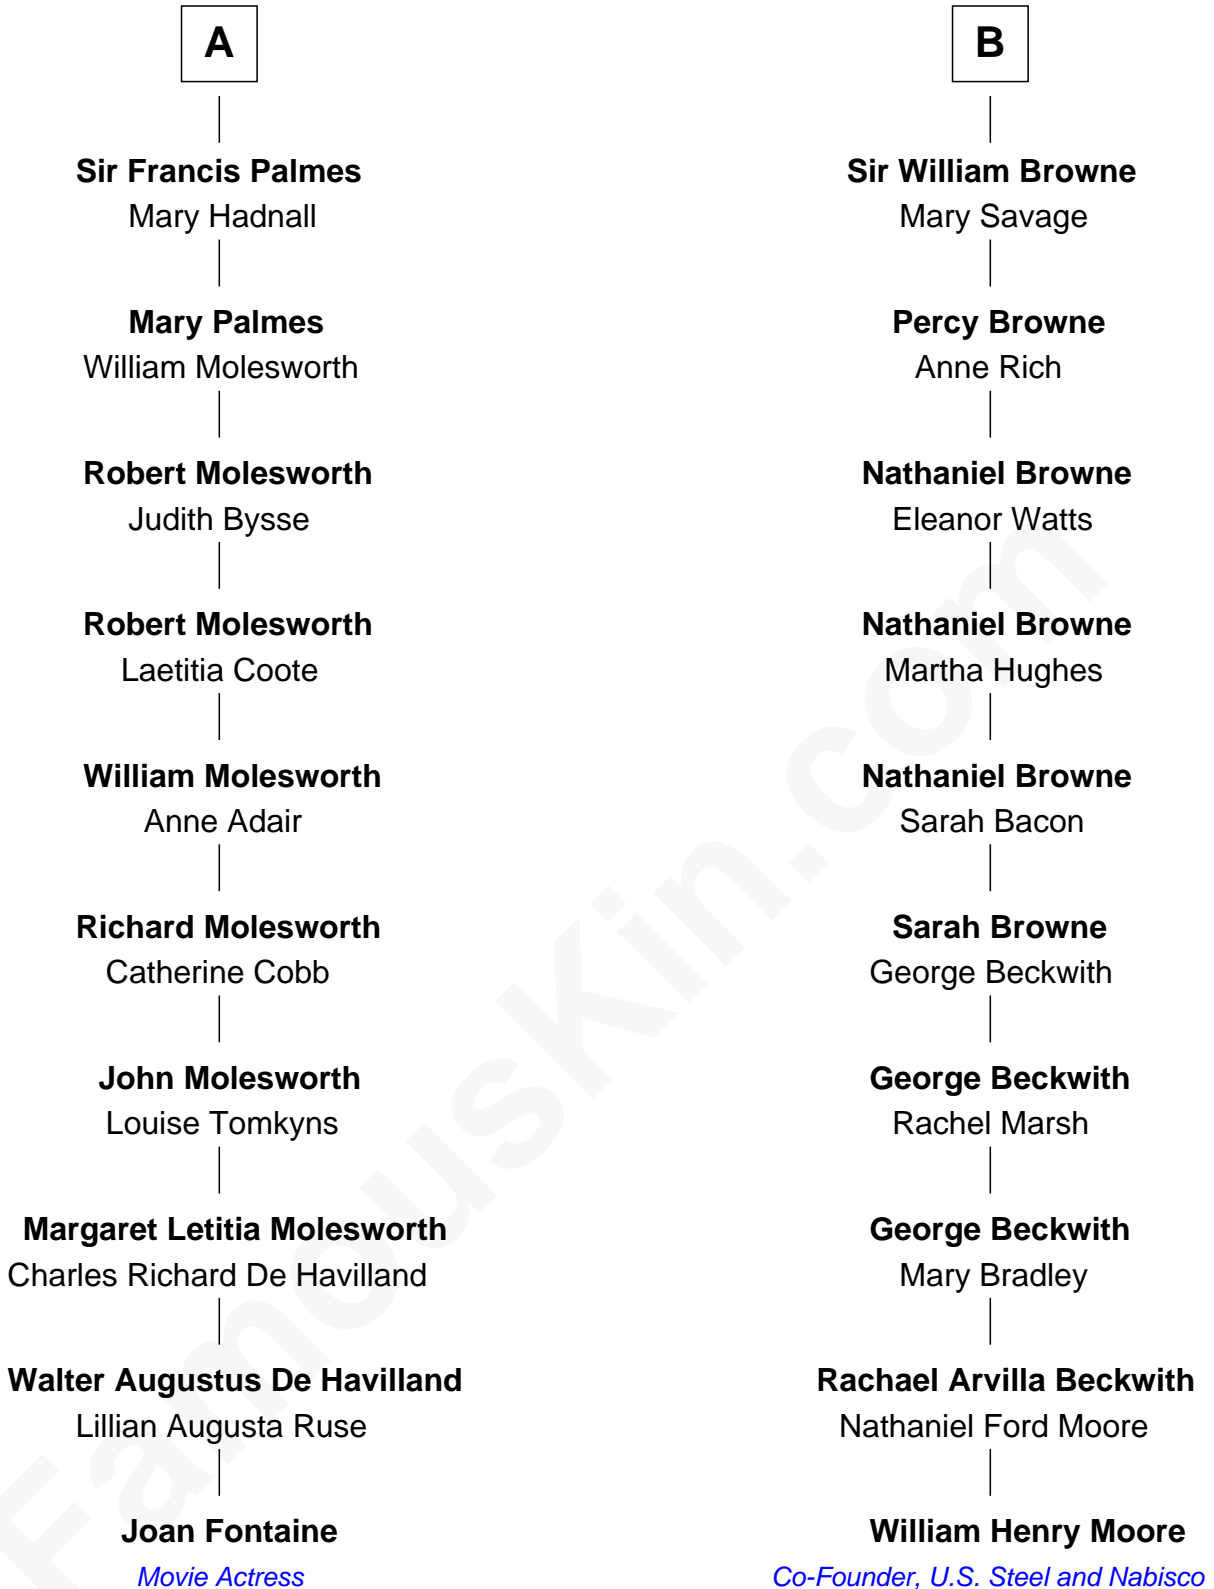 A
Sir Francis Palmes
Mary Hadnall
Mary Palmes
William Molesworth
Robert Molesworth
Judith Bysse
Robert Molesworth
Laetitia Coote
William Molesworth
Anne Adair
Richard Molesworth
Catherine Cobb
John Molesworth
Louise Tomkyns
Margaret Letitia Molesworth
Charles Richard De Havilland
Walter Augustus De Havilland
Lillian Augusta Ruse
Joan Fontaine
Movie Actress
B
Sir William Browne
Mary Savage
Percy Browne
Anne Rich
Nathaniel Browne
Eleanor Watts
Nathaniel Browne
Martha Hughes
Nathaniel Browne
Sarah Bacon
Sarah Browne
George Beckwith
George Beckwith
Rachel Marsh
George Beckwith
Mary Bradley
Rachael Arvilla Beckwith
Nathaniel Ford Moore
William Henry Moore
Co-Founder, U.S. Steel and Nabisco
FamousKin.com